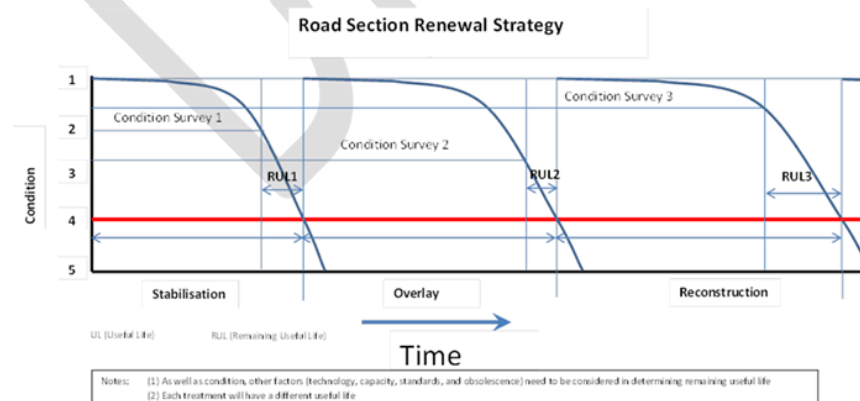 Road Section Renewal Strategy
1
Condition Survey 3
Condition Survey 1
2
Condition Survey 2
3
RUL1
RUL2
RUL3
Condition
4
5
Stabilisation
Overlay
Reconstruction
UL (Useful Life)
RUL (Remaining Useful Life)
Time
Notes: (1) As well as condition, other factors (technology, capacity, standards, and obsolescence) need to be considered in determining remaining useful life
(2) Each treatment will have a different useful life